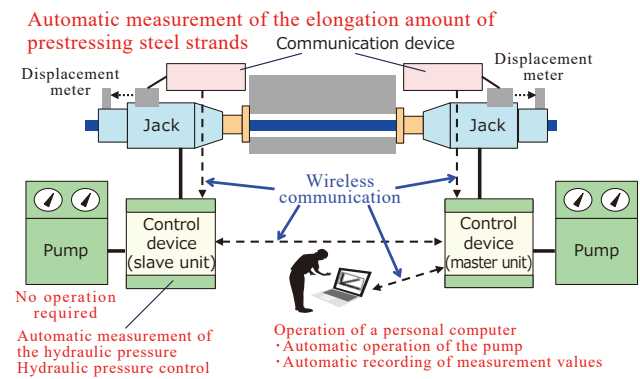 Automatic measurement of the elongation amount of
prestressing steel strands
Communication device
Displacement
meter
Displacement
meter
Jack
Jack
Wireless
communication
Pump
Control
device
(slave unit)
Control
device
(master unit)
Pump
No operation
required
Automatic measurement of
the hydraulic pressure
Hydraulic pressure control
Operation of a personal computer
・Automatic operation of the pump
・Automatic recording of measurement values